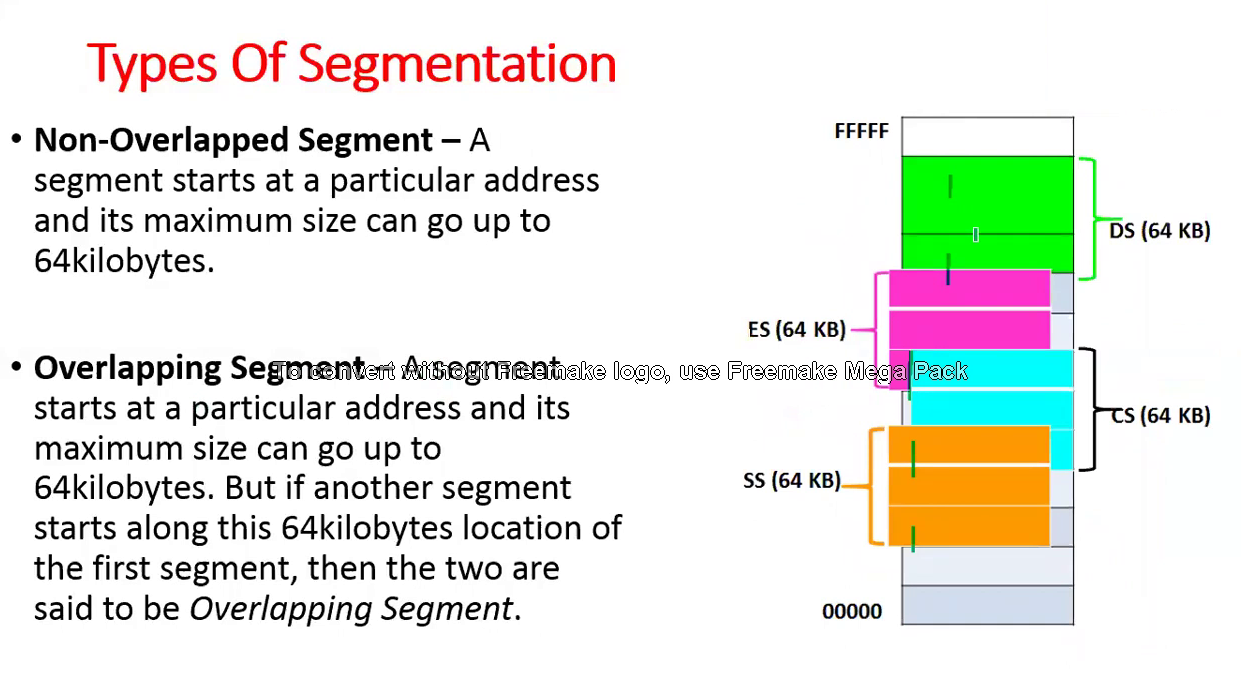 Types Of Segmentation
• Non-Overlapped Segment – A
segment starts at a particular address
and its maximum size can go up to
64kilobytes.
• Overlapping Segment – A segment
starts at a particular address and its
maximum size can go up to
64kilobytes. But if another segment
starts along this 64kilobytes location of
the first segment, then the two are
said to be Overlapping Segment.
To convert without Freemake logo, use Freemake Mega Pack
FFFFF
DS (64 KB)
ES (64 KB)
CS (64 KB)
SS (64 KB)
00000